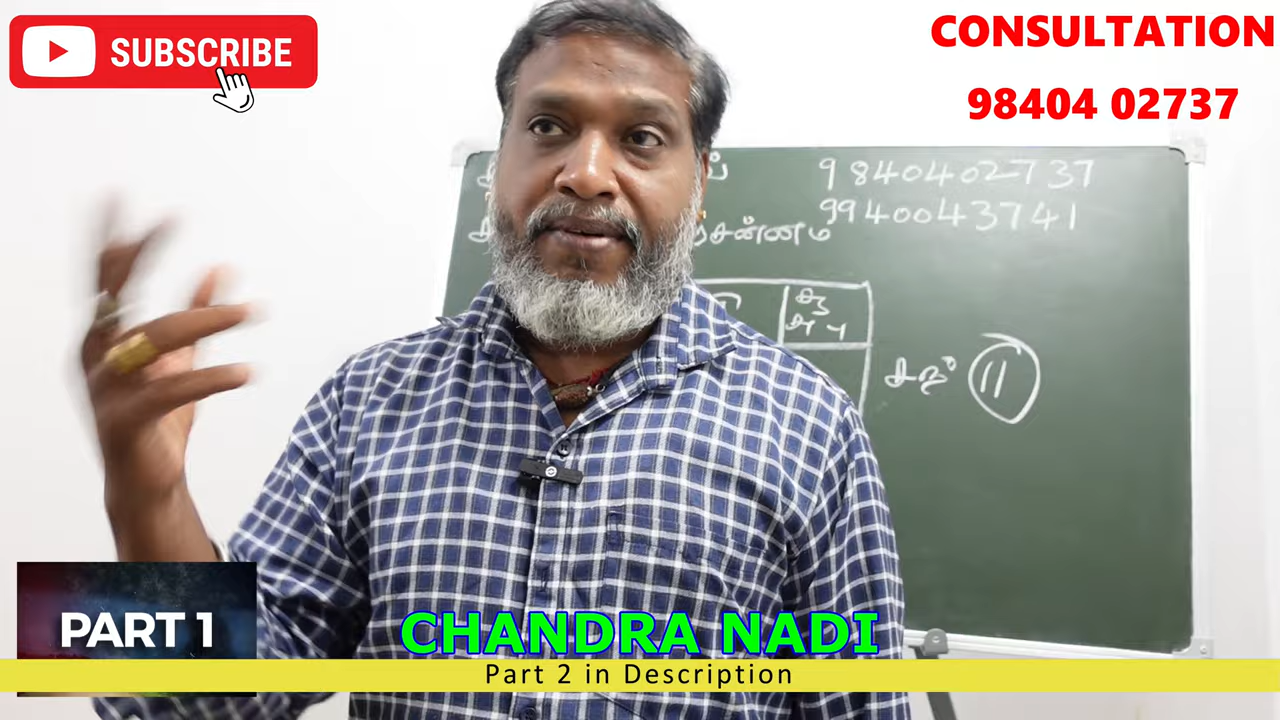 SUBSCRIBE
CONSULTATION
98404 02737
9840402737
9940043741
11
PART 1
CHANDRA NADI
Part 2 in Description